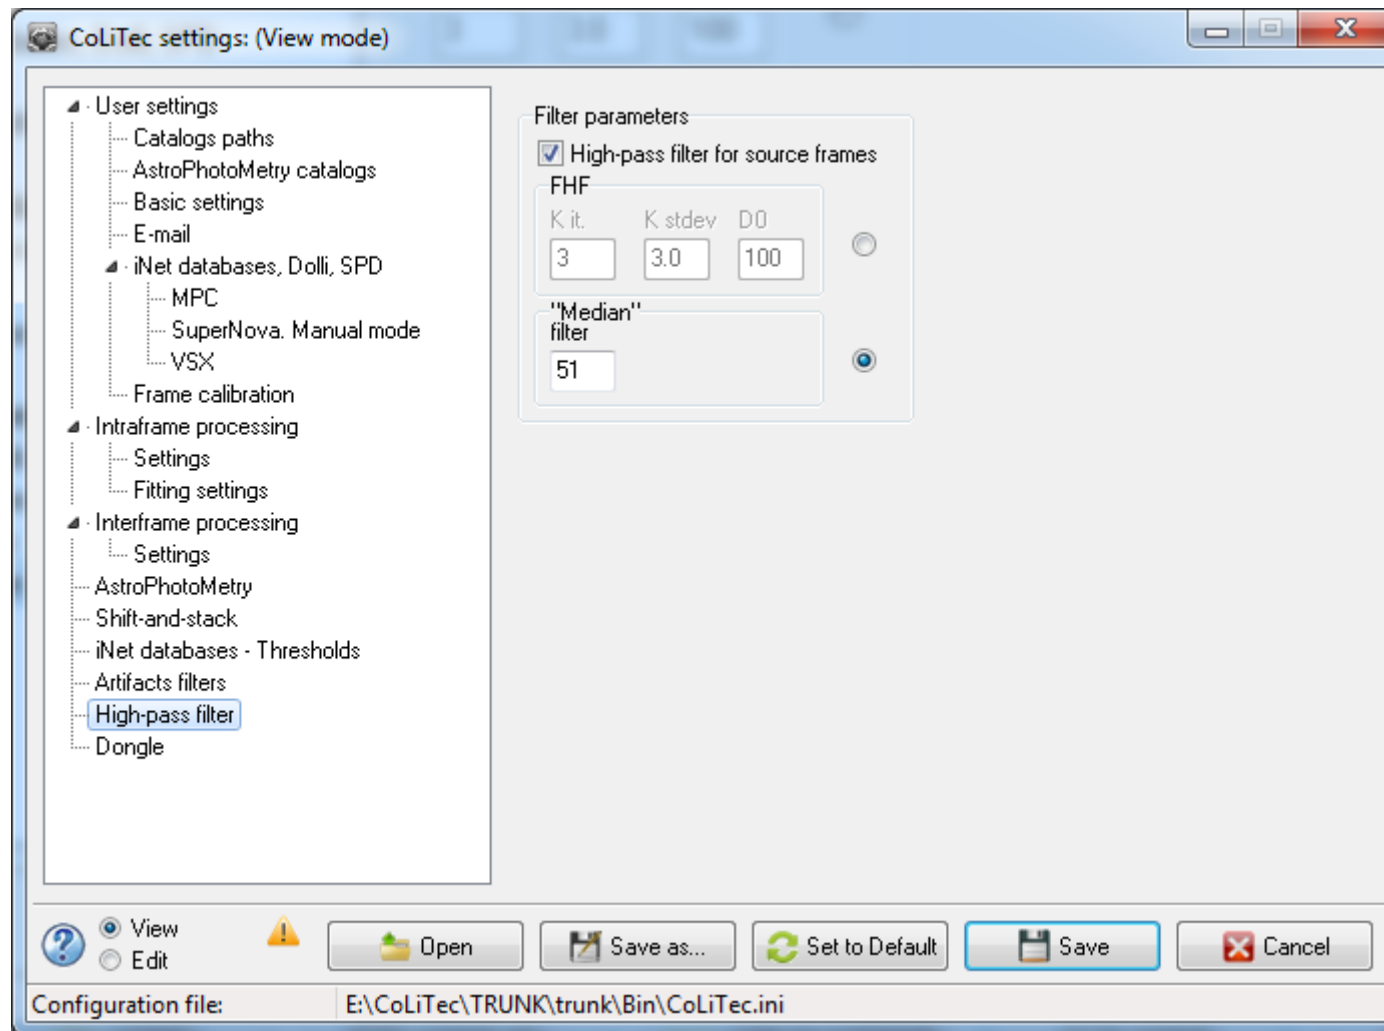 CoLiTec settings: (View mode)
User settings
Catalogs paths
AstroPhotoMetry catalogs
Basic settings
E-mail
iNet databases, Dolli, SPD
MPC
SuperNova. Manual mode
VSX
Frame calibration
Intraframe processing
Settings
Fitting settings
Interframe processing
Settings
AstroPhotoMetry
Shift-and-stack
iNet databases - Thresholds
Artifacts filters
High-pass filter
Dongle
Filter parameters
High-pass filter for source frames
FHF
K it. K stdev D0
3 3.0 100
"Median"
filter
51
View
Edit
Open Save as... Set to Default Save Cancel
Configuration file: E:\CoLiTec\TRUNK\trunk\Bin\CoLiTec.ini